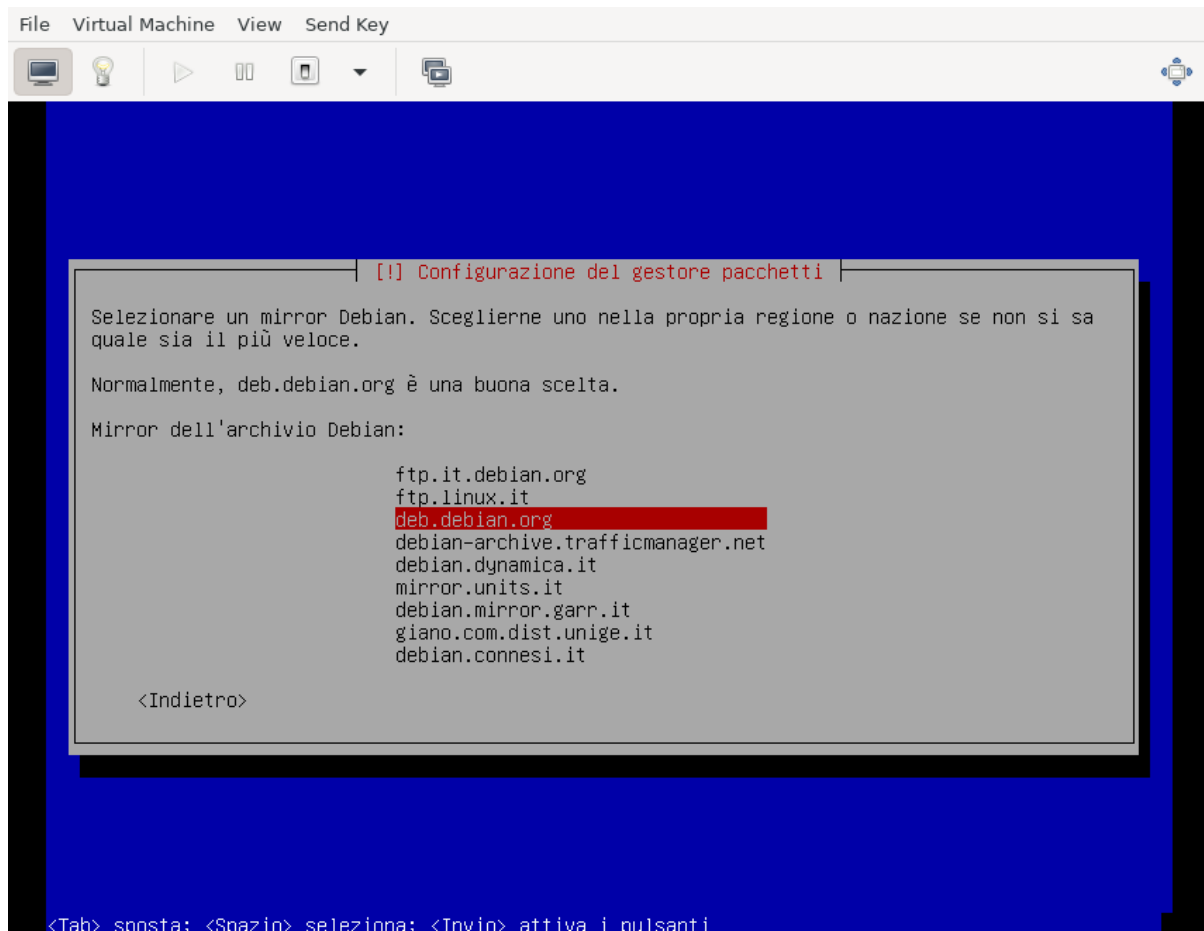 File Virtual Machine View Send Key
[!] Configurazione del gestore pacchetti
Selezionare un mirror Debian. Sceglierne uno nella propria regione o nazione se non si sa
quale sia il più veloce.
Normalmente, deb.debian.org è una buona scelta.
Mirror dell'archivio Debian:
ftp.it.debian.org
ftp.linux.it
deb.debian.org
debian-archive.trafficmanager.net
debian.dynamica.it
mirror.units.it
debian.mirror.garr.it
giano.com.dist.unige.it
debian.connesi.it
<Indietro>
<Tab> sposta; <Spazio> seleziona; <Invio> attiva i pulsanti